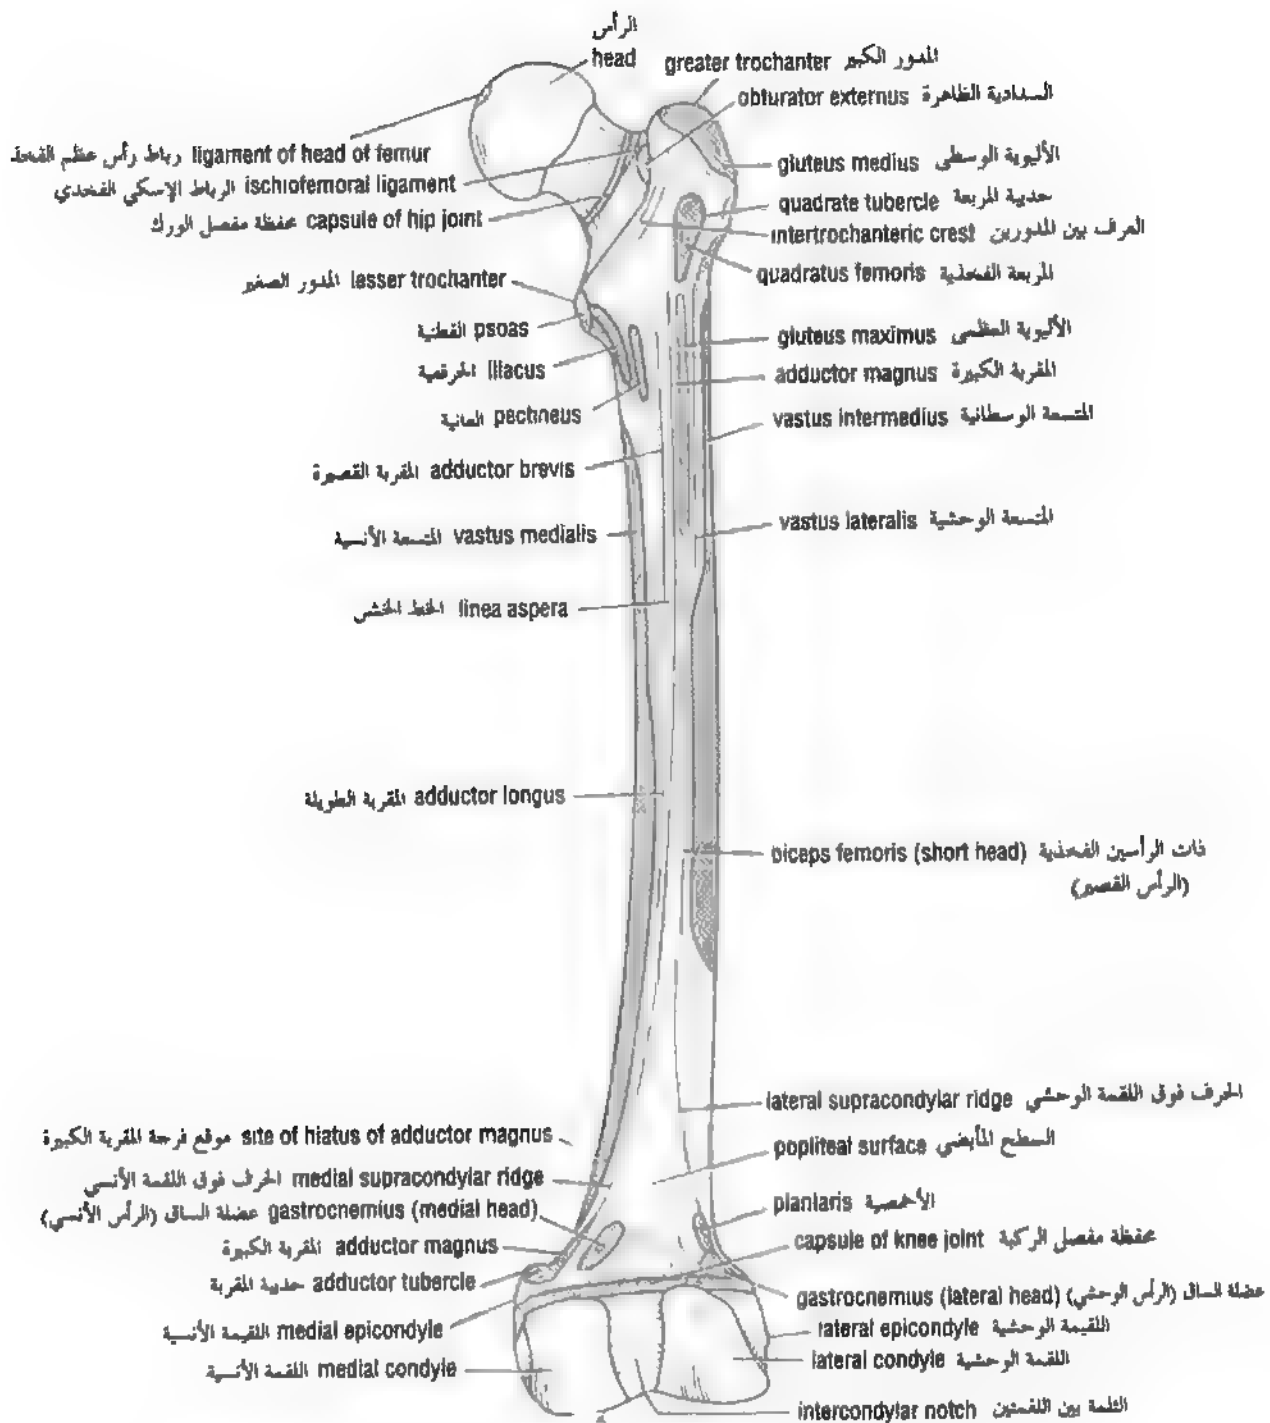 الرأس
head
greater trochanter المدور الكبير
obturator externus السدادية الظاهرة
رباط رأس عظم الفخذ ligament of head of femur
gluteus medius الأليوية الوسطى
الرباط الإسكي الفخذي ischiofemoral ligament
quadrate tubercle حديبة المربعة
محفظة مفصل الورك capsule of hip joint
intertrochanteric crest العرف بين المدورين
quadratus femoris المربعة الفخذية
المدور الصغير lesser trochanter
القطنية psoas
gluteus maximus الأليوية العظمى
الحرقفية iliacus
adductor magnus المقربة الكبيرة
العانية pectineus
vastus intermedius المتسعة الوسطانية
المقربة القصيرة adductor brevis
vastus lateralis المتسعة الوحشية
المتسعة الأنسية vastus medialis
الخط الخشن linea aspera
المقربة الطويلة adductor longus
biceps femoris (short head) ذات الرأسين الفخذية
(الرأس القصير)
lateral supracondylar ridge الحرف فوق اللقمة الوحشي
موقع فرجة المقربة الكبيرة site of hiatus of adductor magnus
popliteal surface السطح المأبضي
الحرف فوق اللقمة الأنسي medial supracondylar ridge
plantaris الأخمصية
عضلة الساق (الرأس الأنسي) gastrocnemius (medial head)
capsule of knee joint محفظة مفصل الركبة
المقربة الكبيرة adductor magnus
حديبة المقربة adductor tubercle
gastrocnemius (lateral head) عضلة الساق (الرأس الوحشي)
اللقيمة الأنسية medial epicondyle
lateral epicondyle اللقيمة الوحشية
اللقمة الأنسية medial condyle
lateral condyle اللقمة الوحشية
intercondylar notch الثلمة بين اللقمتين